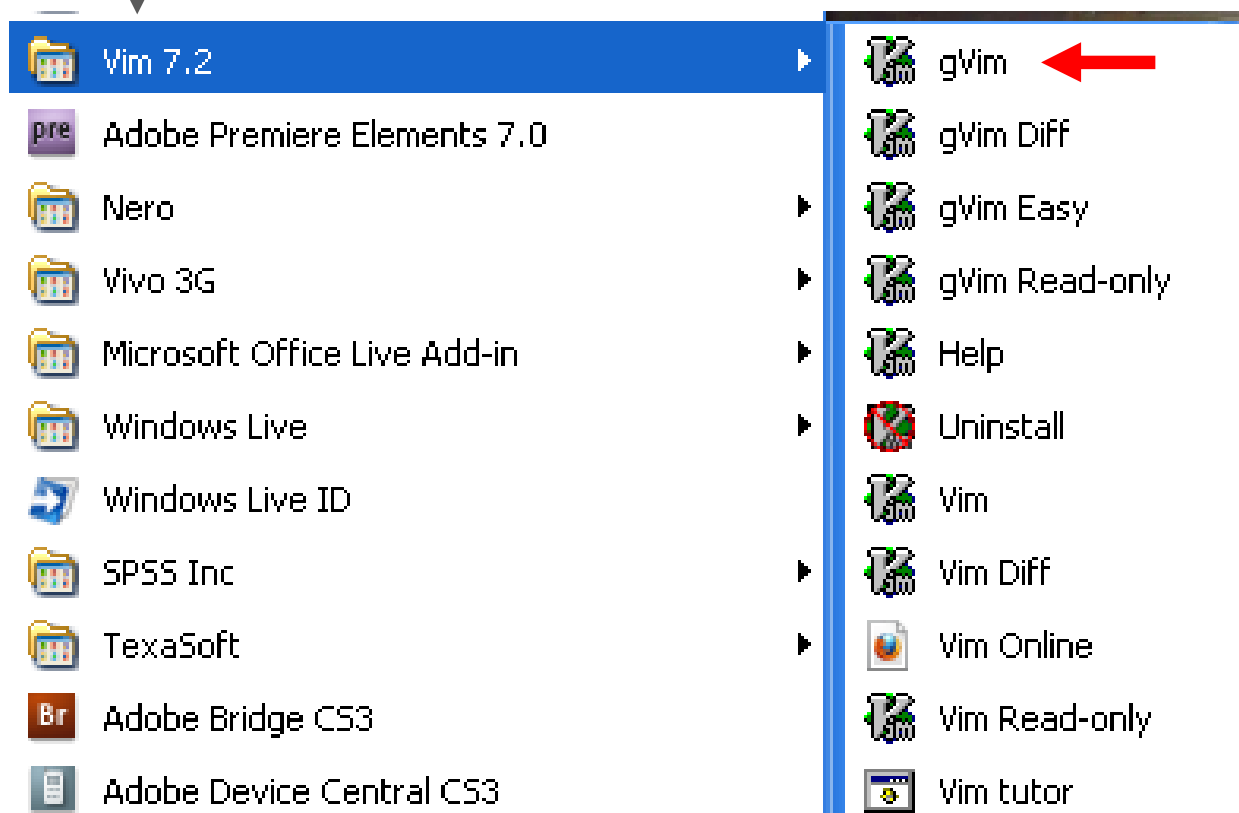 Vim 7.2
pre Adobe Premiere Elements 7.0
Nero
Vivo 3G
Microsoft Office Live Add-in
Windows Live
Windows Live ID
SPSS Inc
TexaSoft
Br Adobe Bridge CS3
Adobe Device Central CS3
gVim
gVim Diff
gVim Easy
gVim Read-only
Help
Uninstall
Vim
Vim Diff
Vim Online
Vim Read-only
Vim tutor